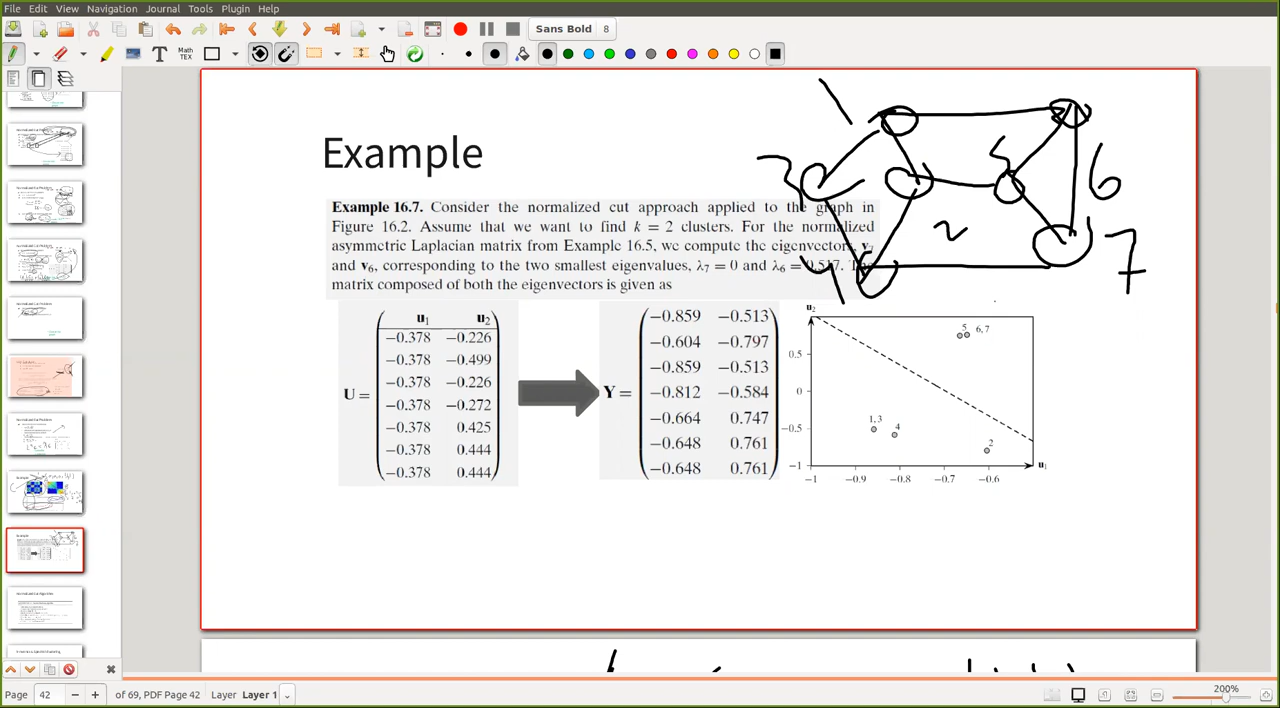 File Edit View Navigation Journal Tools Plugin Help
Sans Bold 8
T Math TEX
Example
Example 16.7. Consider the normalized cut approach applied to the graph in
Figure 16.2. Assume that we want to find k = 2 clusters. For the normalized
asymmetric Laplacian matrix from Example 16.5, we compute the eigenvectors, v7
and v6, corresponding to the two smallest eigenvalues, λ7 = 0 and λ6 = 0.517. The
matrix composed of both the eigenvectors is given as
1
3
4
2
5
6
7
U =
u1 u2
−0.378 −0.226
−0.378 −0.499
−0.378 −0.226
−0.378 −0.272
−0.378 0.425
−0.378 0.444
−0.378 0.444
Y =
−0.859 −0.513
−0.604 −0.797
−0.859 −0.513
−0.812 −0.584
−0.664 0.747
−0.648 0.761
−0.648 0.761
u2
0.5
0
−0.5
−1
5 6,7
1,3
4
2
u1
−1 −0.9 −0.8 −0.7 −0.6
Page 42 of 69, PDF Page 42 Layer Layer 1
200%